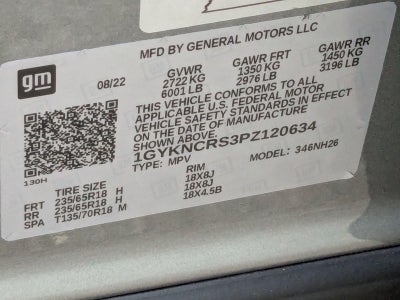 gm
MFD BY GENERAL MOTORS LLC
08/22
GVWR GAWR FRT GAWR RR
2722 KG 1350 KG 1450 KG
6001 LB 2976 LB 3196 LB
THIS VEHICLE CONFORMS TO ALL
APPLICABLE U.S. FEDERAL MOTOR
VEHICLE SAFETY STANDARDS IN EFFECT
ON THE DATE OF MANUFACTURE
SHOWN ABOVE.
1GYKNCRS3PZ120634
TYPE: MPV MODEL: 346NH26
130H
TIRE SIZE RIM
FRT 235/65R18 H 18X8J
RR 235/65R18 H 18X8J
SPA T135/70R18 M 18X4.5B